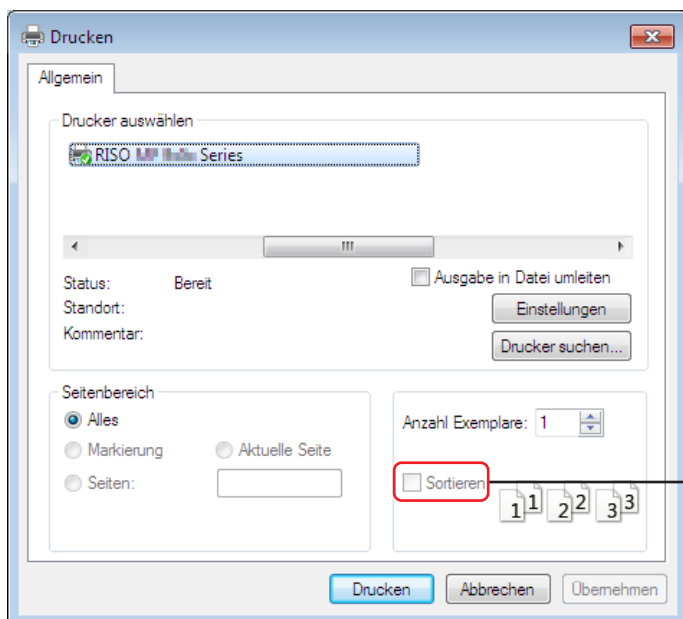 Drucken
Allgemein
Drucker auswählen
RISO Series
Status: Bereit
Ausgabe in Datei umleiten
Standort:
Einstellungen
Kommentar:
Drucker suchen...
Seitenbereich
Alles
Anzahl Exemplare: 1
Markierung
Aktuelle Seite
Seiten:
Sortieren
1 1 2 2 3 3
Drucken Abbrechen Übernehmen